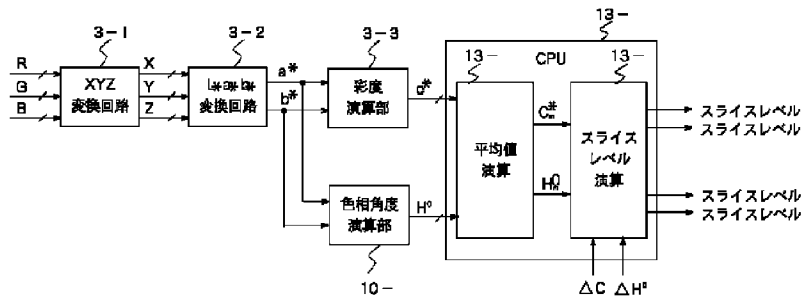 3-1
3-2
3-3
13-
13-
13-
CPU
R
G
B
XYZ
変換回路
X
Y
Z
L*a*b*
変換回路
a*
b*
彩度
演算部
C*
平均値
演算
C*m
H0m
スライス
レベル
演算
スライスレベル
スライスレベル
スライスレベル
スライスレベル
色相角度
演算部
H°
10-
△C
△H°